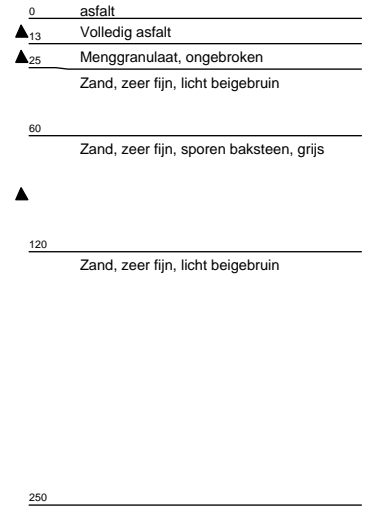 0 asfalt
13 Volledig asfalt
25 Menggranulaat, ongebroken
Zand, zeer fijn, licht beigebruin
60
Zand, zeer fijn, sporen baksteen, grijs
120
Zand, zeer fijn, licht beigebruin
250